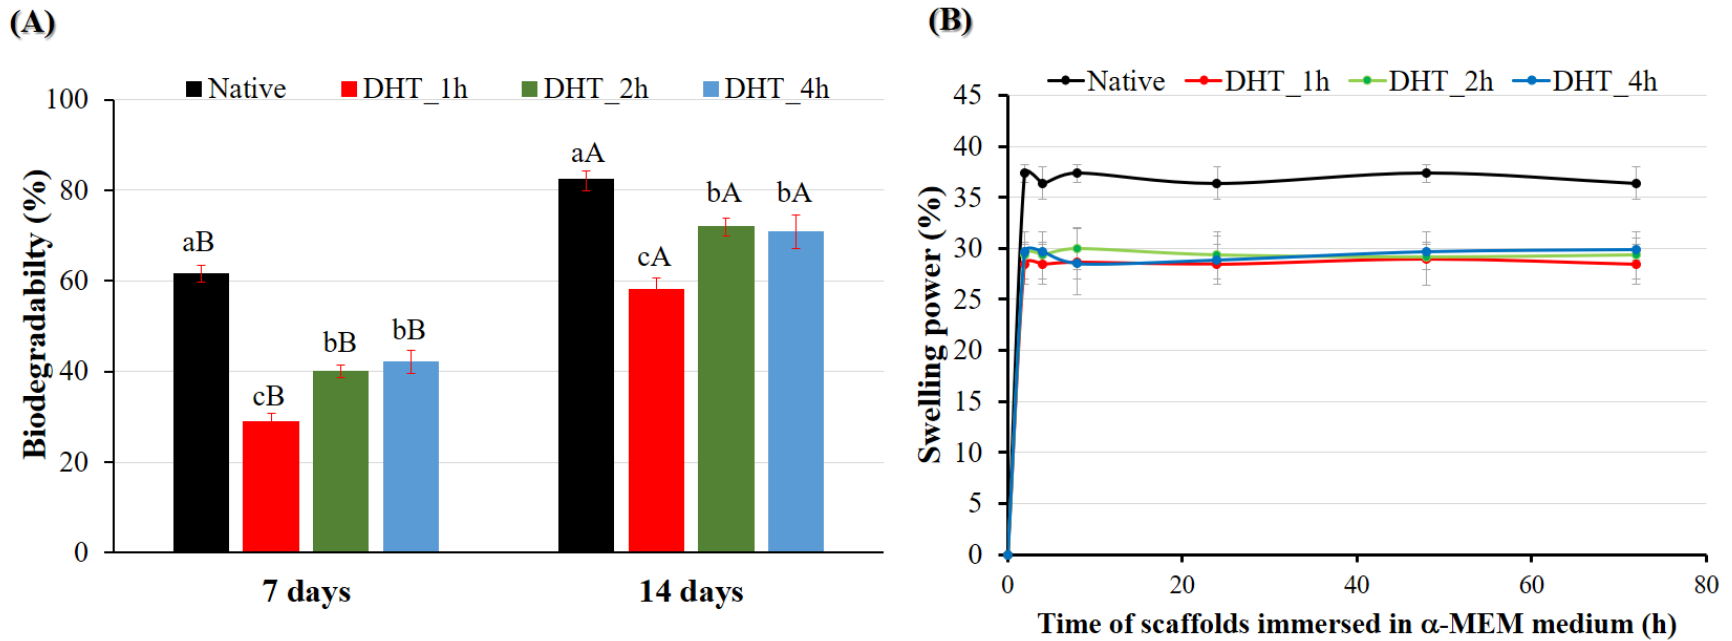 (A)
Native DHT_1h DHT_2h DHT_4h
Biodegradabilty (%)
100
80
60
40
20
0
aB
cB
bB
bB
aA
cA
bA
bA
7 days 14 days
(B)
Native DHT_1h DHT_2h DHT_4h
Swelling power (%)
45
40
35
30
25
20
15
10
5
0
0 20 40 60 80
Time of scaffolds immersed in α-MEM medium (h)